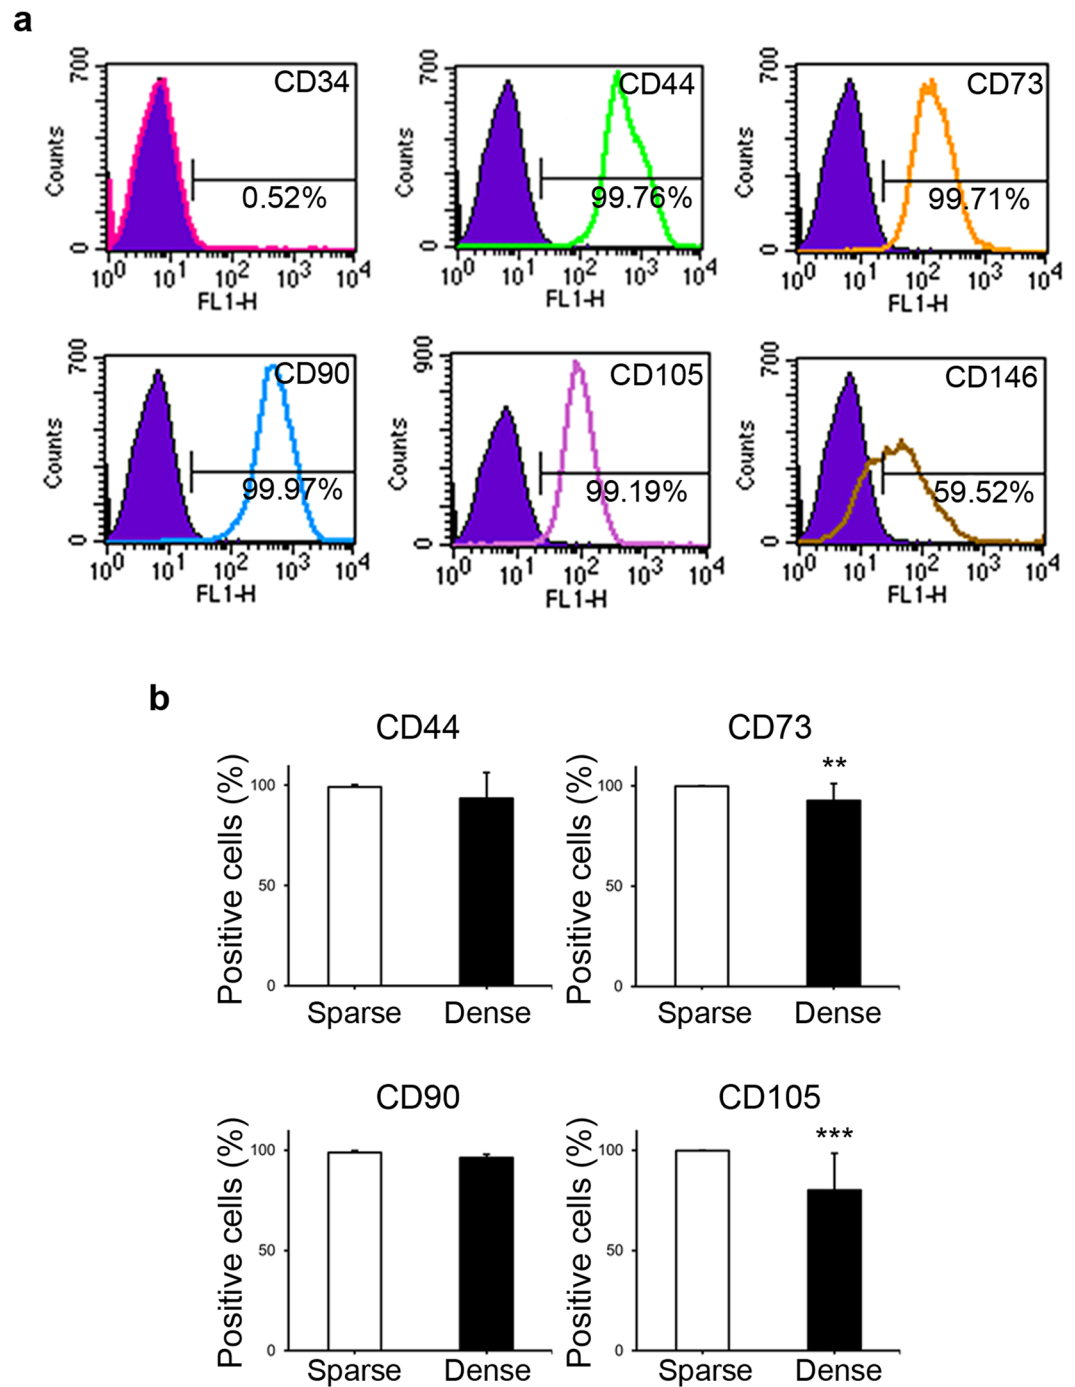 a
700
CD34
Counts
0.52%
0
10^0 10^1 10^2 10^3 10^4
FL1-H
700
CD44
Counts
99.76%
0
10^0 10^1 10^2 10^3 10^4
FL1-H
700
CD73
Counts
99.71%
0
10^0 10^1 10^2 10^3 10^4
FL1-H
700
CD90
Counts
99.97%
0
10^0 10^1 10^2 10^3 10^4
FL1-H
900
CD105
Counts
99.19%
0
10^0 10^1 10^2 10^3 10^4
FL1-H
700
CD146
Counts
59.52%
0
10^0 10^1 10^2 10^3 10^4
FL1-H
b
CD44
Positive cells (%)
100
50
0
Sparse Dense
CD73
**
Positive cells (%)
100
50
0
Sparse Dense
CD90
Positive cells (%)
100
50
0
Sparse Dense
CD105
***
Positive cells (%)
100
50
0
Sparse Dense